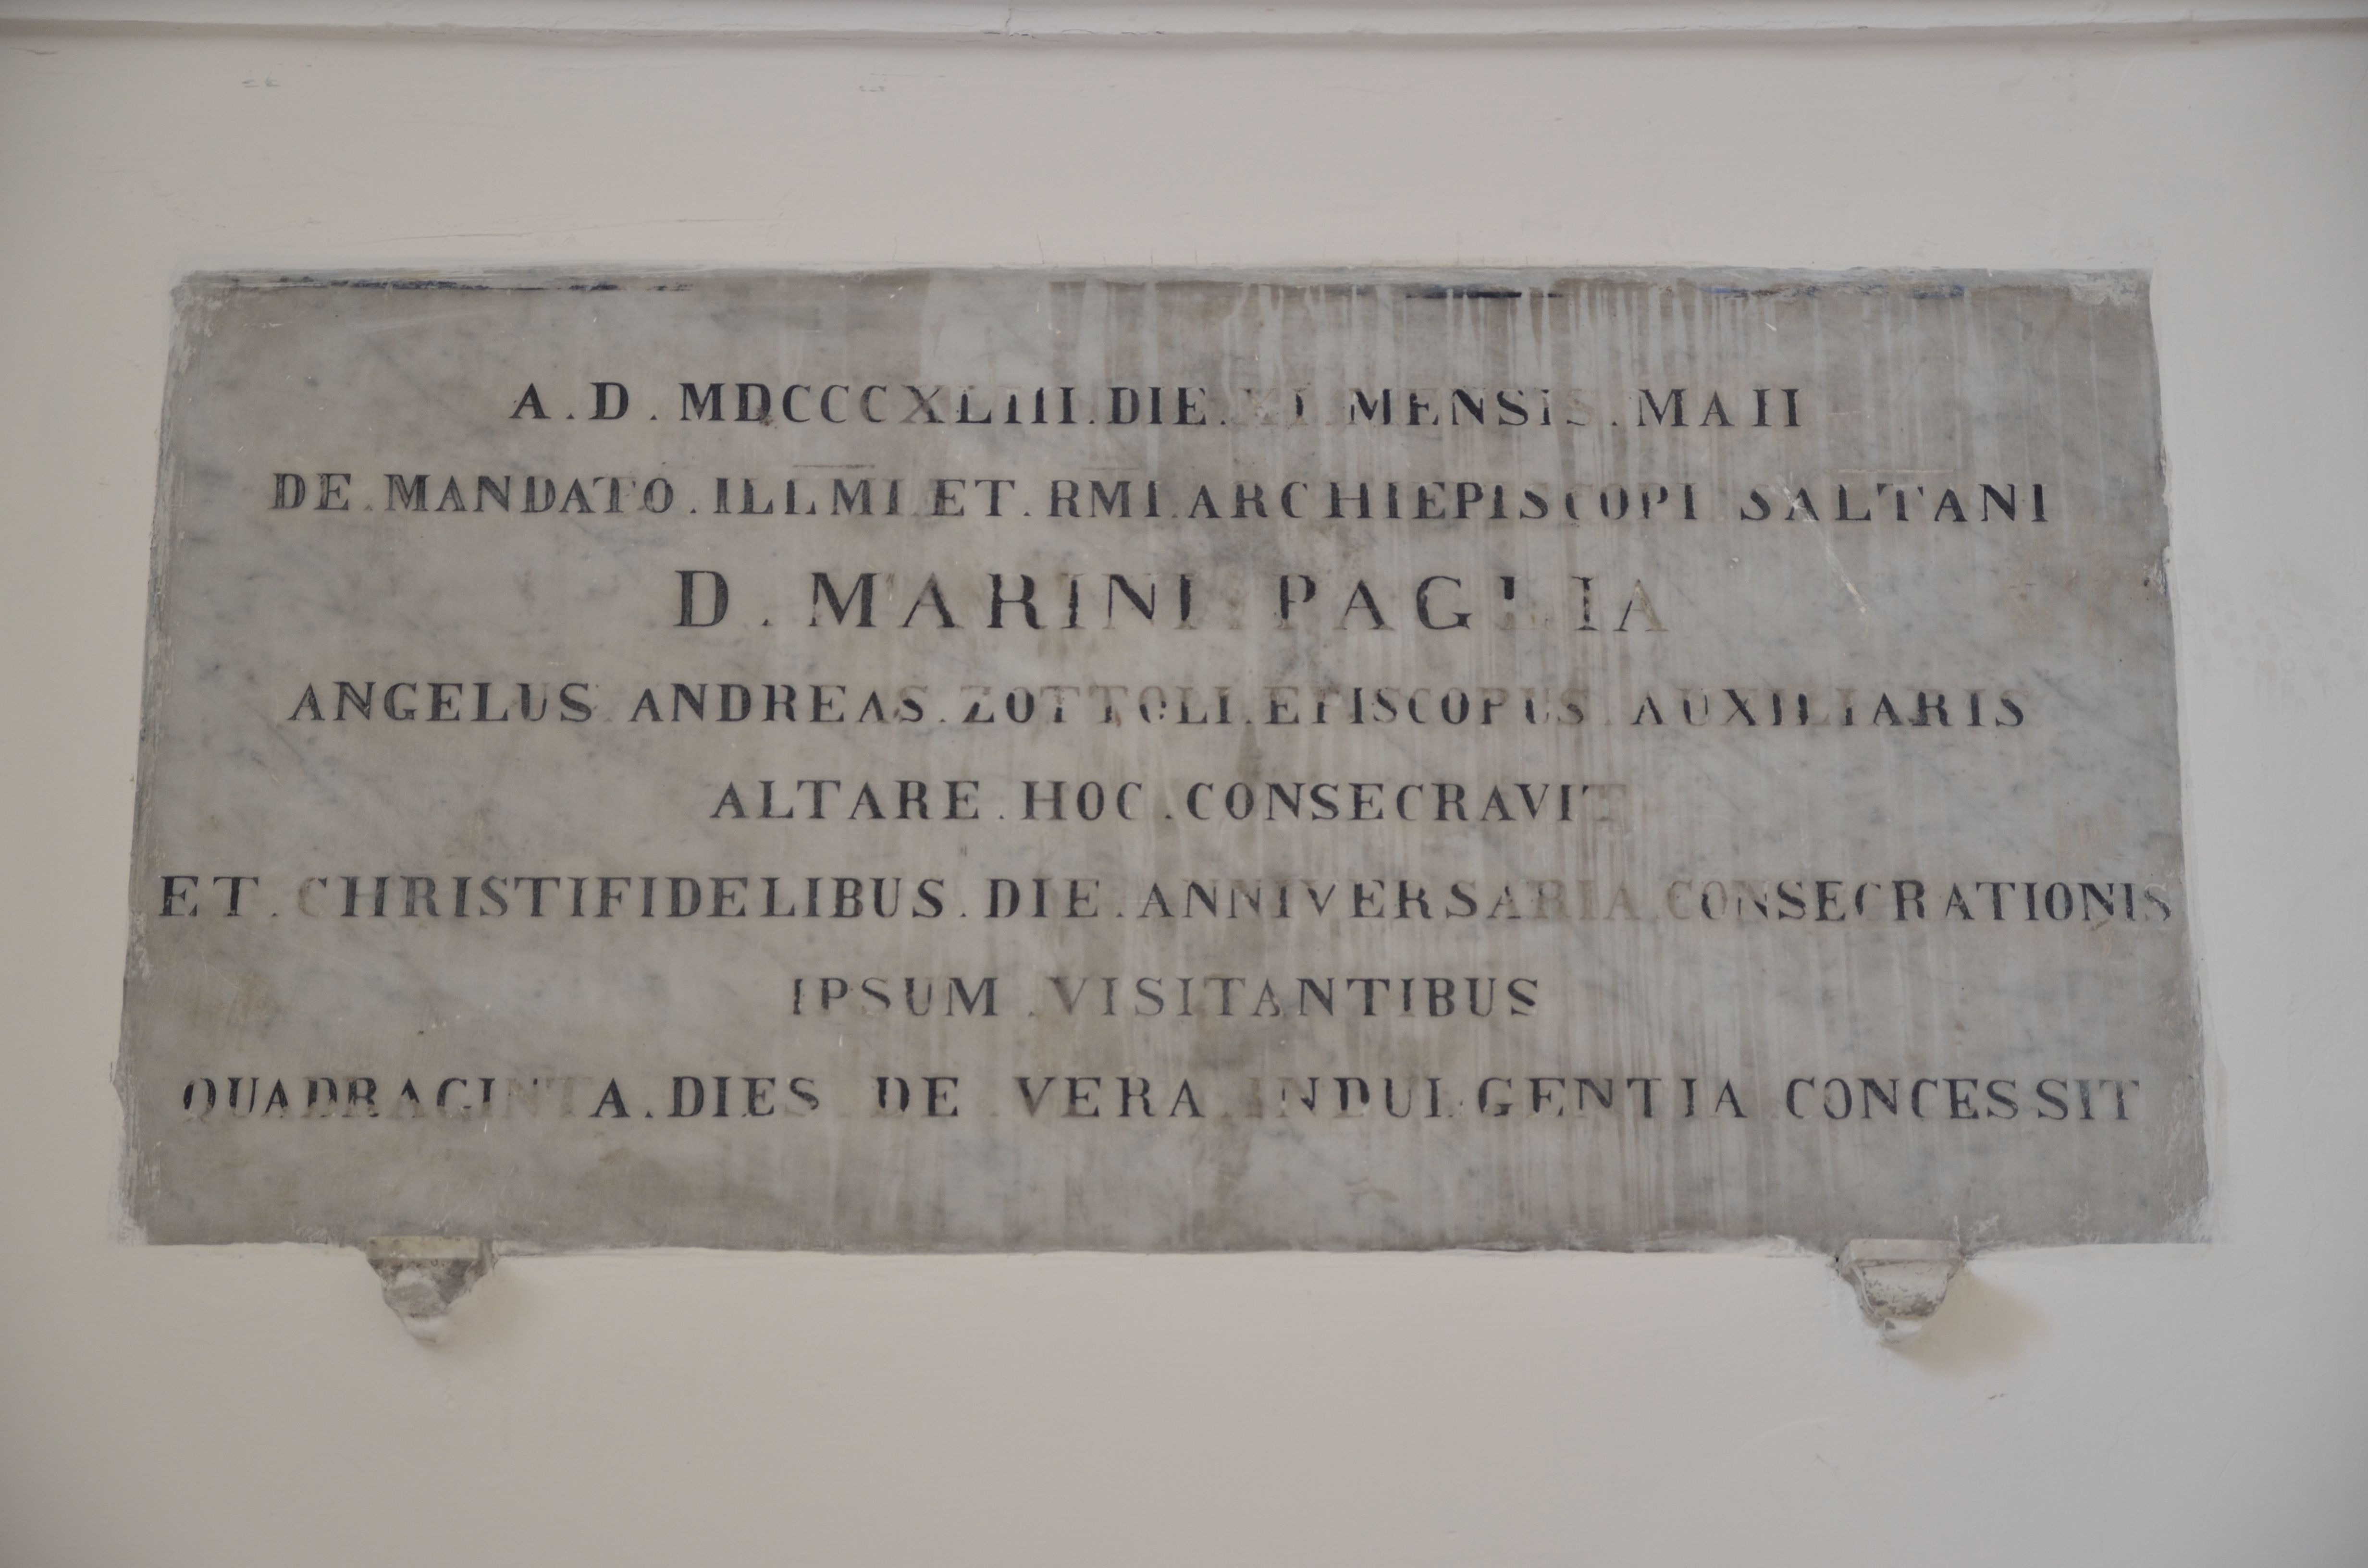 A.D. MDCCCXLIII.DIE.XI MENSIS.MAII
DE.MANDATO.ILLMI ET.RMI.ARCHIEPISCOPI SALTANI
D. MARINI PAGLIA
ANGELUS ANDREAS.ZOTTOLI.EPISCOPUS AUXILIARIS
ALTARE.HOC.CONSECRAVIT
ET.CHRISTIFIDELIBUS.DIE.ANNIVERSARIA CONSECRATIONIS
IPSUM.VISITANTIBUS
QUADRAGINTA.DIES DE VERA INDULGENTIA CONCESSIT